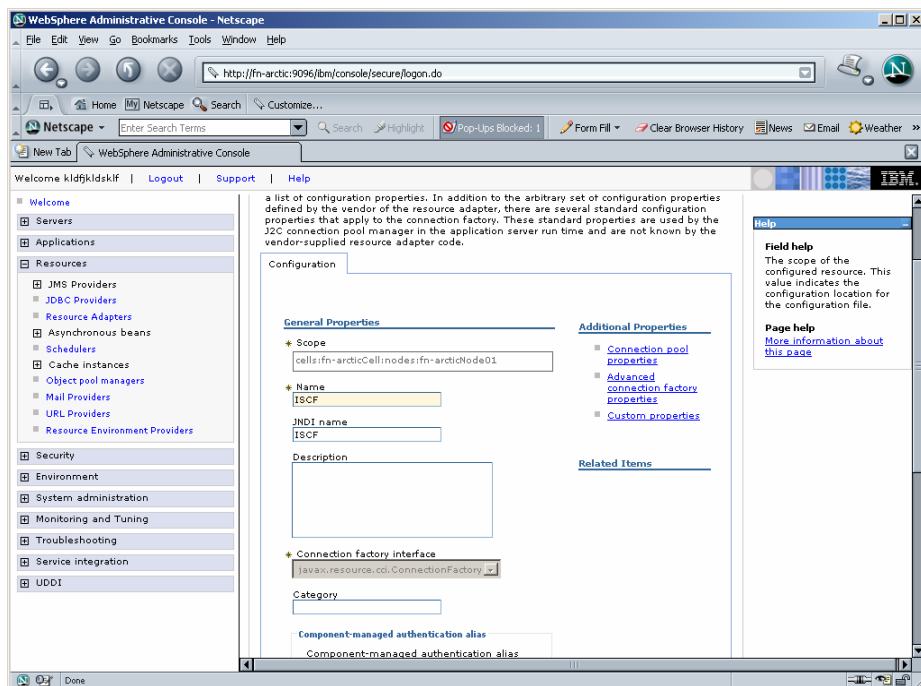 WebSphere Administrative Console - Netscape
File Edit View Go Bookmarks Tools Window Help
http://fn-arctic:9096/ibm/console/secure/logon.do
N
Home My Netscape Search Customize...
N Netscape Enter Search Terms Search Highlight Pop-Ups Blocked: 1 Form Fill Clear Browser History News Email Weather »
New Tab WebSphere Administrative Console
Welcome kldfjkldsklf | Logout | Support | Help IBM.
Welcome
Servers
Applications
Resources
JMS Providers
JDBC Providers
Resource Adapters
Asynchronous beans
Schedulers
Cache instances
Object pool managers
Mail Providers
URL Providers
Resource Environment Providers
Security
Environment
System administration
Monitoring and Tuning
Troubleshooting
Service integration
UDDI
a list of configuration properties. In addition to the arbitrary set of configuration properties
defined by the vendor of the resource adapter, there are several standard configuration
properties that apply to the connection factory. These standard properties are used by the
J2C connection pool manager in the application server run time and are not known by the
vendor-supplied resource adapter code.
Configuration
General Properties
* Scope
cells:fn-arcticCell:nodes:fn-arcticNode01
* Name
ISCF
JNDI name
ISCF
Description
* Connection factory interface
javax.resource.cci.ConnectionFactory
Category
Component-managed authentication alias
Component-managed authentication alias
Additional Properties
Connection pool
properties
Advanced
connection factory
properties
Custom properties
Related Items
Help
Field help
The scope of the
configured resource. This
value indicates the
configuration location for
the configuration file.
Page help
More information about
this page
Done